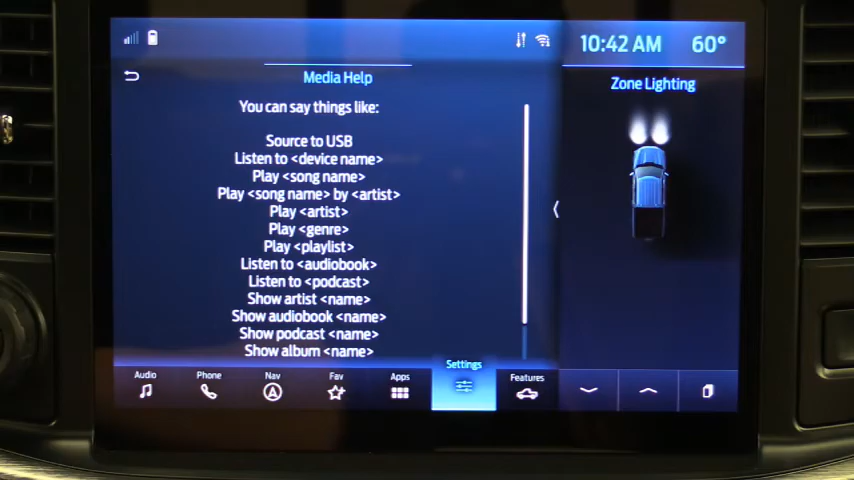 10:42 AM 60°
Media Help
Zone Lighting
You can say things like:
Source to USB
Listen to <device name>
Play <song name>
Play <song name> by <artist>
Play <artist>
Play <genre>
Play <playlist>
Listen to <audiobook>
Listen to <podcast>
Show artist <name>
Show audiobook <name>
Show podcast <name>
Show album <name>
Audio Phone Nav Fav Apps Settings Features